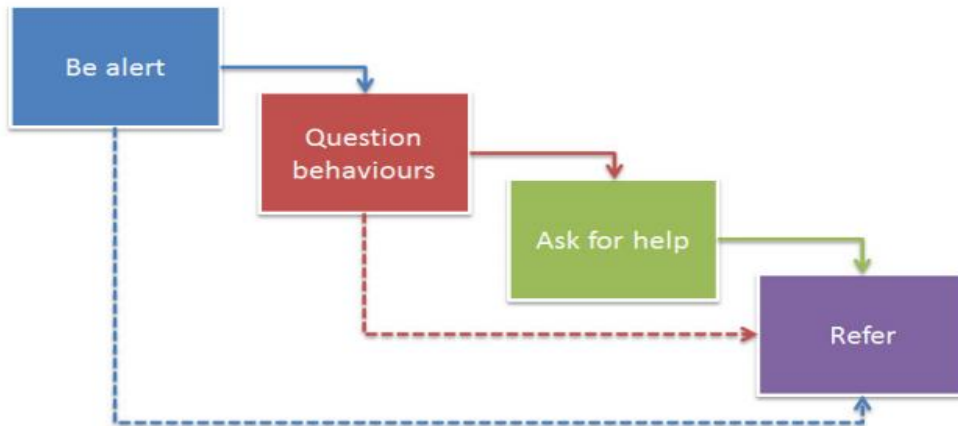 Be alert
Question
behaviours
Ask for help
Refer